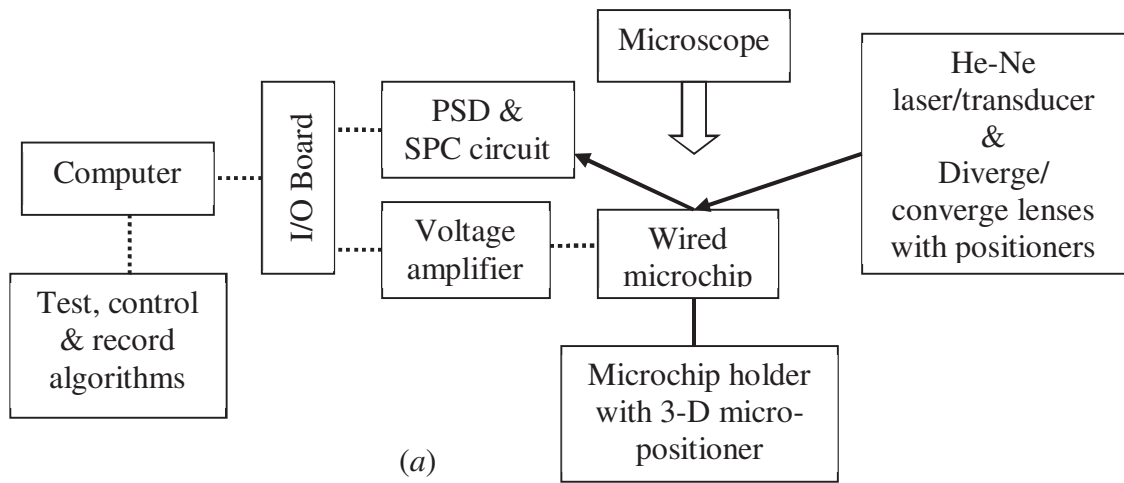 Microscope
He-Ne
laser/transducer
&
Diverge/
converge lenses
with positioners
PSD &
SPC circuit
I/O Board
Computer
Voltage
amplifier
Wired
microchip
Test, control
& record
algorithms
Microchip holder
with 3-D micro-
positioner
(a)